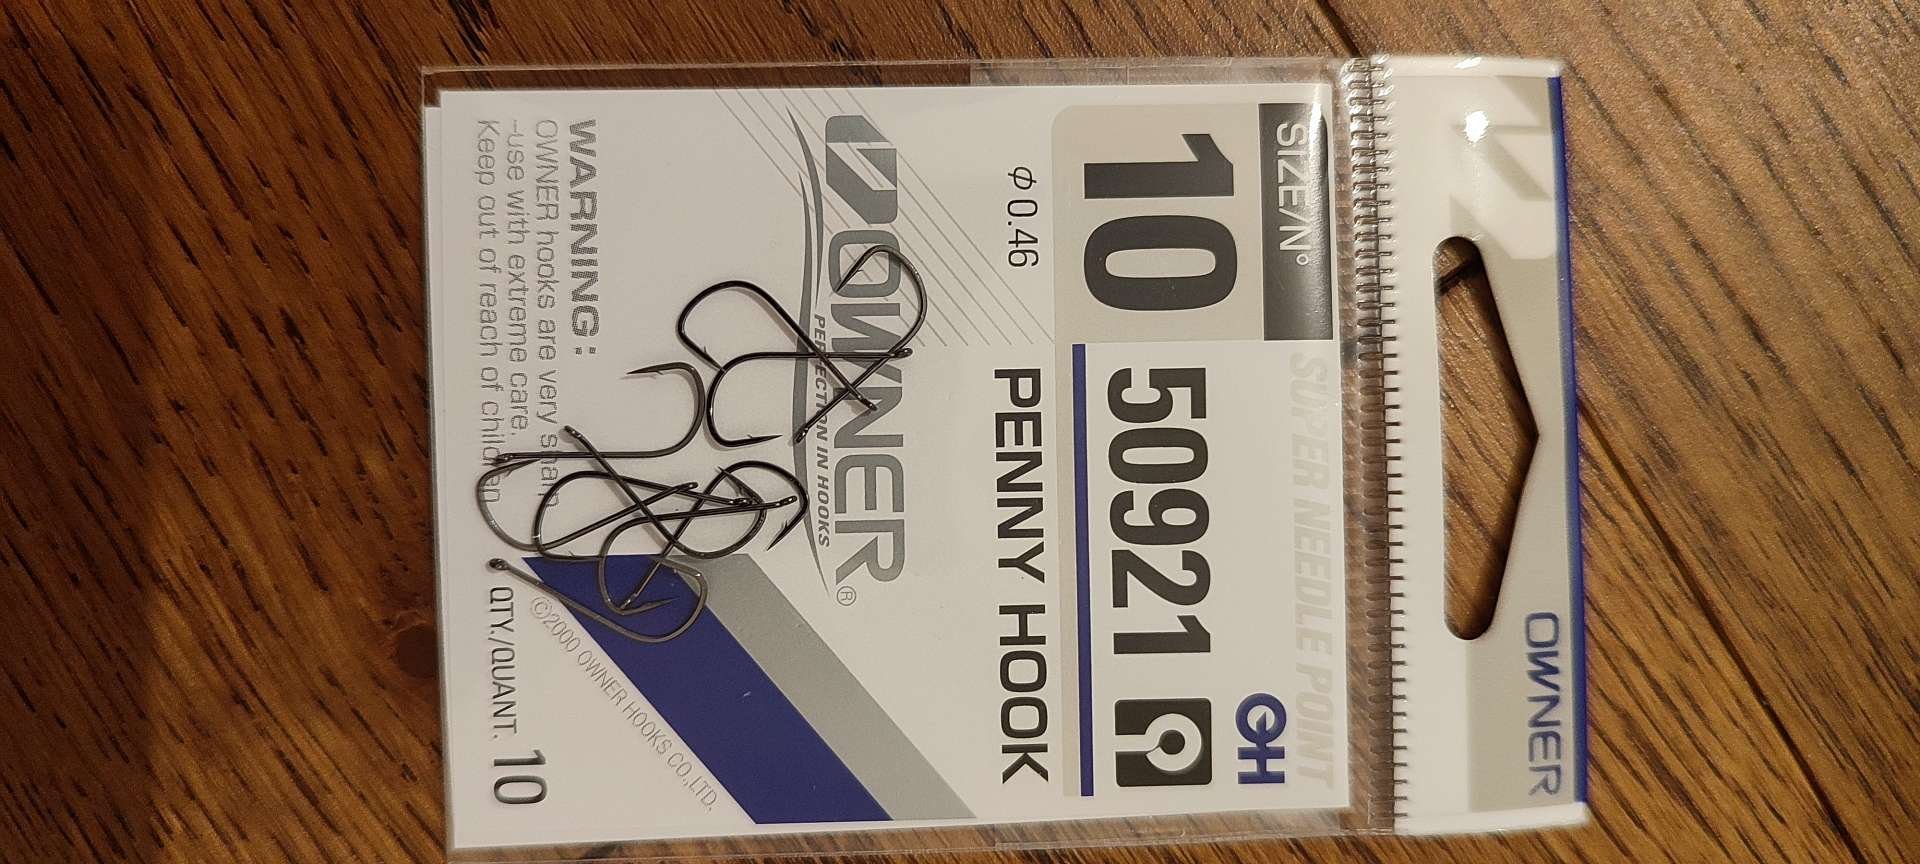 OWNER
SUPER NEEDLE POINT
SIZE/Nº
10
50921
φ0.46
PENNY HOOK
OWNER®
PERFECTION IN HOOKS
WARNING:
OWNER hooks are very sharp
-use with extreme care.
Keep out of reach of children
QTY./QUANT. 10
©2000 OWNER HOOKS CO.,LTD.